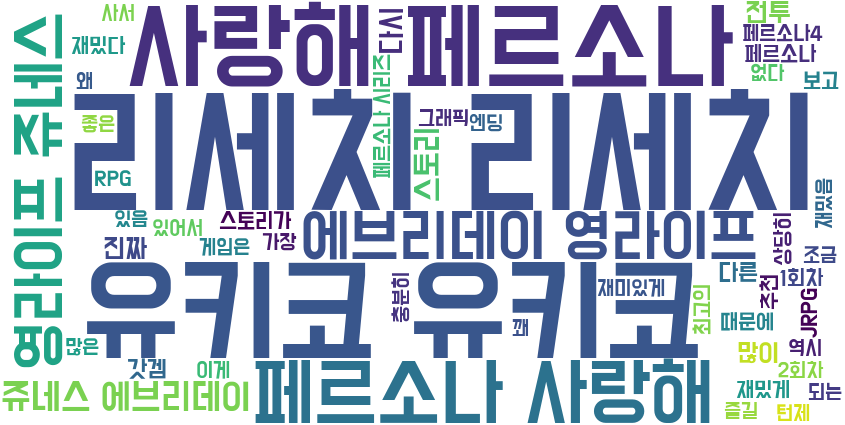 사서
재밌다
왜
좋은
RPG
사랑해
다시
페르소나
전투
페르소나4
페르소나
없다
보고
쥬네스
영라이프
리세치 리세치
페르소나 시리즈
그래픽
엔딩
스토리
있음
있어서
스토리가
진짜
게임은
가장
에브리데이 영라이프
상당히
재밌음
조금
다른
1회차
유키코 유키코
충분히
재미있게
꽤
최고의
추천
JRPG
때문에
역시
많은
갓겜
이게
많이
2회차
쥬네스 에브리데이
페르소나 사랑해
재밌게
되는
즐길
턴제